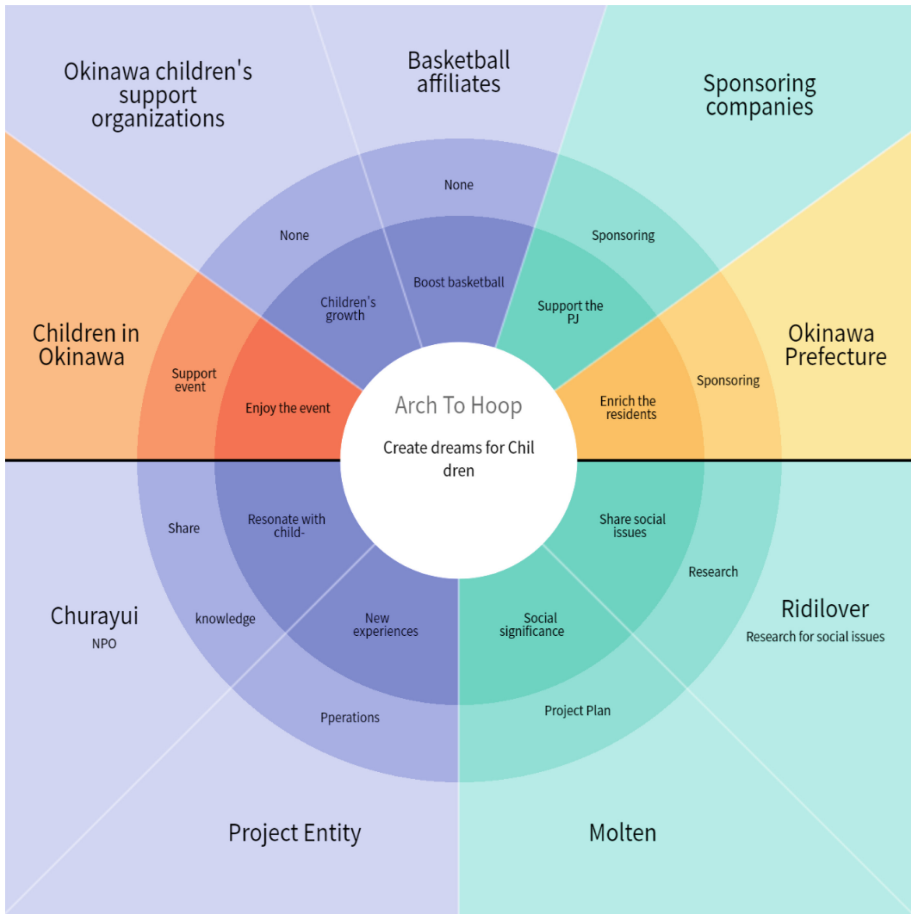 Okinawa children's
support
organizations
Basketball
affiliates
Sponsoring
companies
None
None
Sponsoring
Children's
growth
Boost basketball
Support the
PJ
Children in
Okinawa
Support
event
Enjoy the event
Arch To Hoop
Create dreams for Chil
dren
Enrich the
residents
Sponsoring
Okinawa
Prefecture
Churayui
NPO
Share
knowledge
Resonate with
child-
New
experiences
Social
significance
Share social
issues
Research
Ridilover
Research for social issues
Pperations
Project Plan
Project Entity
Molten